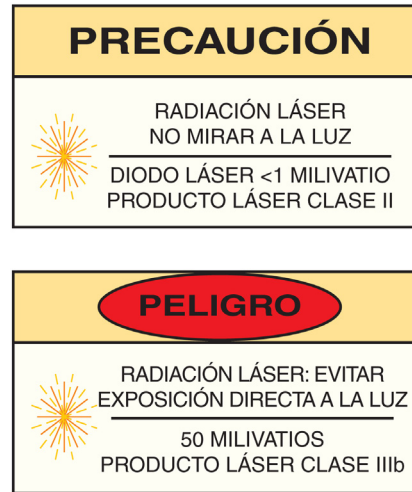 PRECAUCIÓN
RADIACIÓN LÁSER
NO MIRAR A LA LUZ
DIODO LÁSER <1 MILIVATIO
PRODUCTO LÁSER CLASE II
PELIGRO
RADIACIÓN LÁSER: EVITAR
EXPOSICIÓN DIRECTA A LA LUZ
50 MILIVATIOS
PRODUCTO LÁSER CLASE IIIb